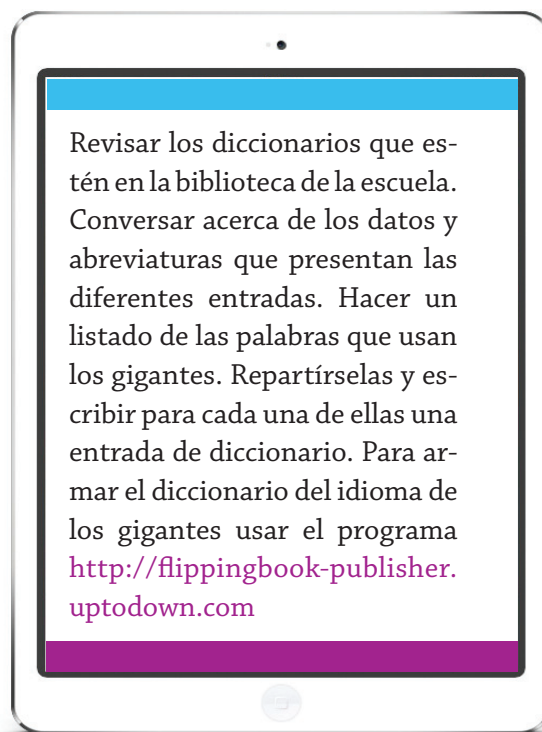 Revisar los diccionarios que es-
tén en la biblioteca de la escuela.
Conversar acerca de los datos y
abreviaturas que presentan las
diferentes entradas. Hacer un
listado de las palabras que usan
los gigantes. Repartírselas y es-
cribir para cada una de ellas una
entrada de diccionario. Para ar-
mar el diccionario del idioma de
los gigantes usar el programa
http://flippingbook-publisher.
uptodown.com